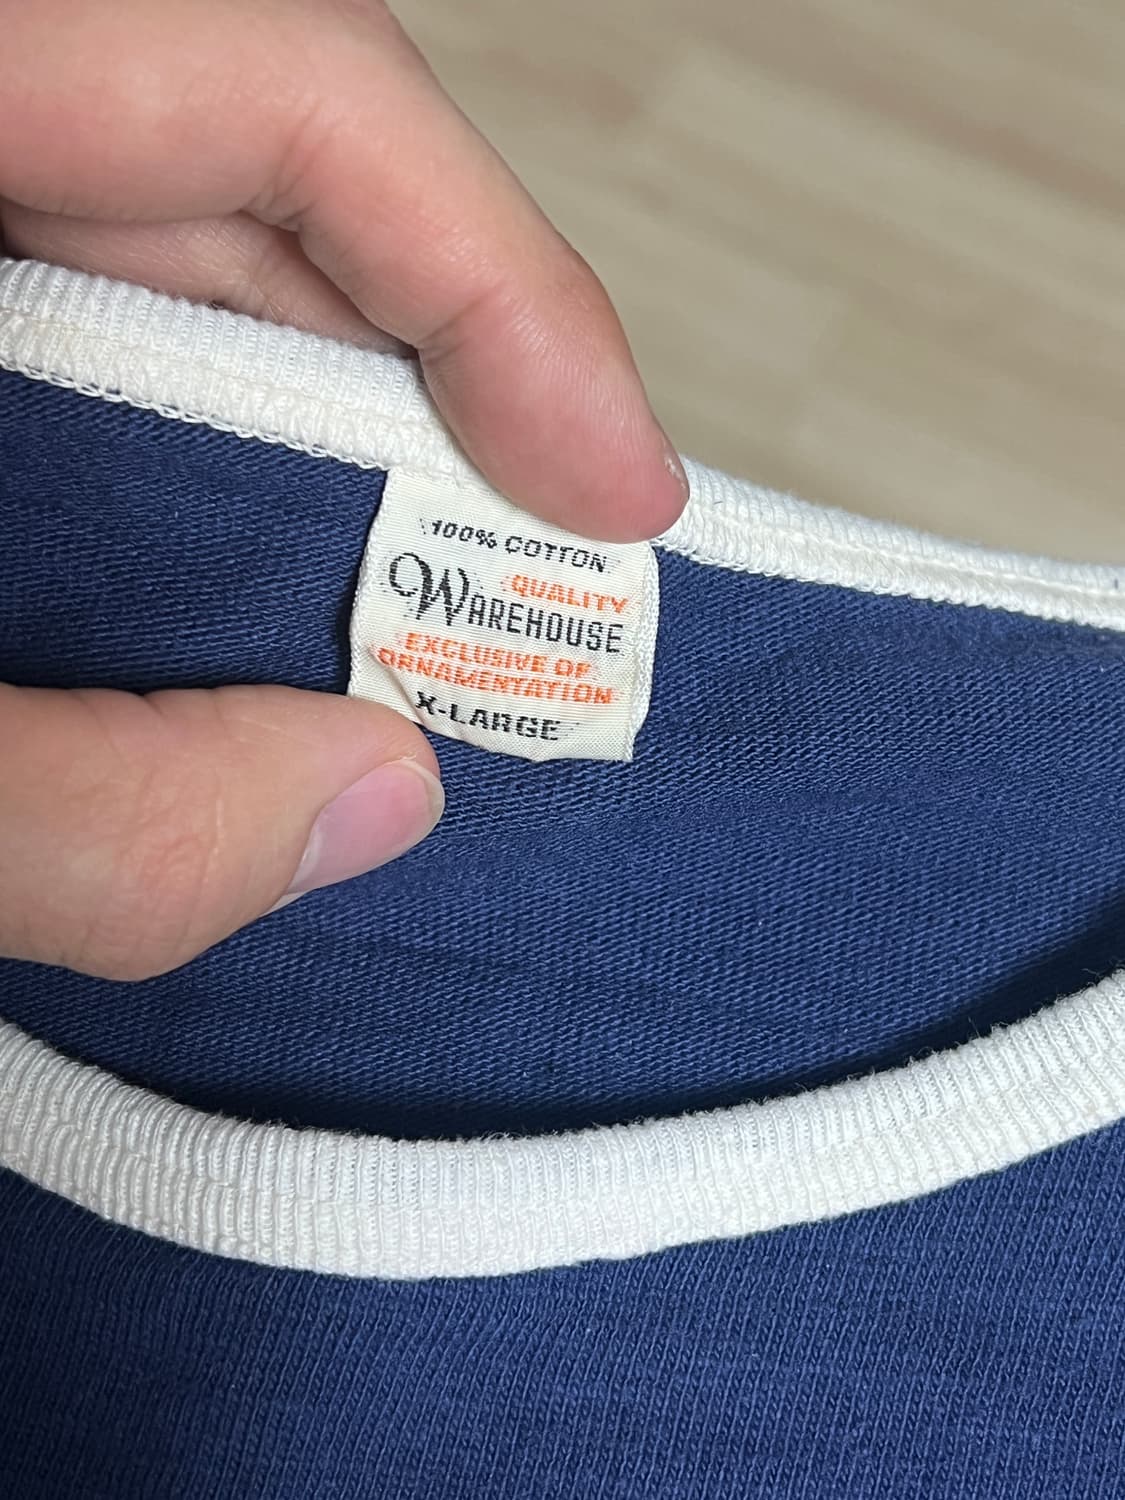 100% COTTON
QUALITY
WAREHOUSE
EXCLUSIVE OF
ORNAMENTATION
X-LARGE